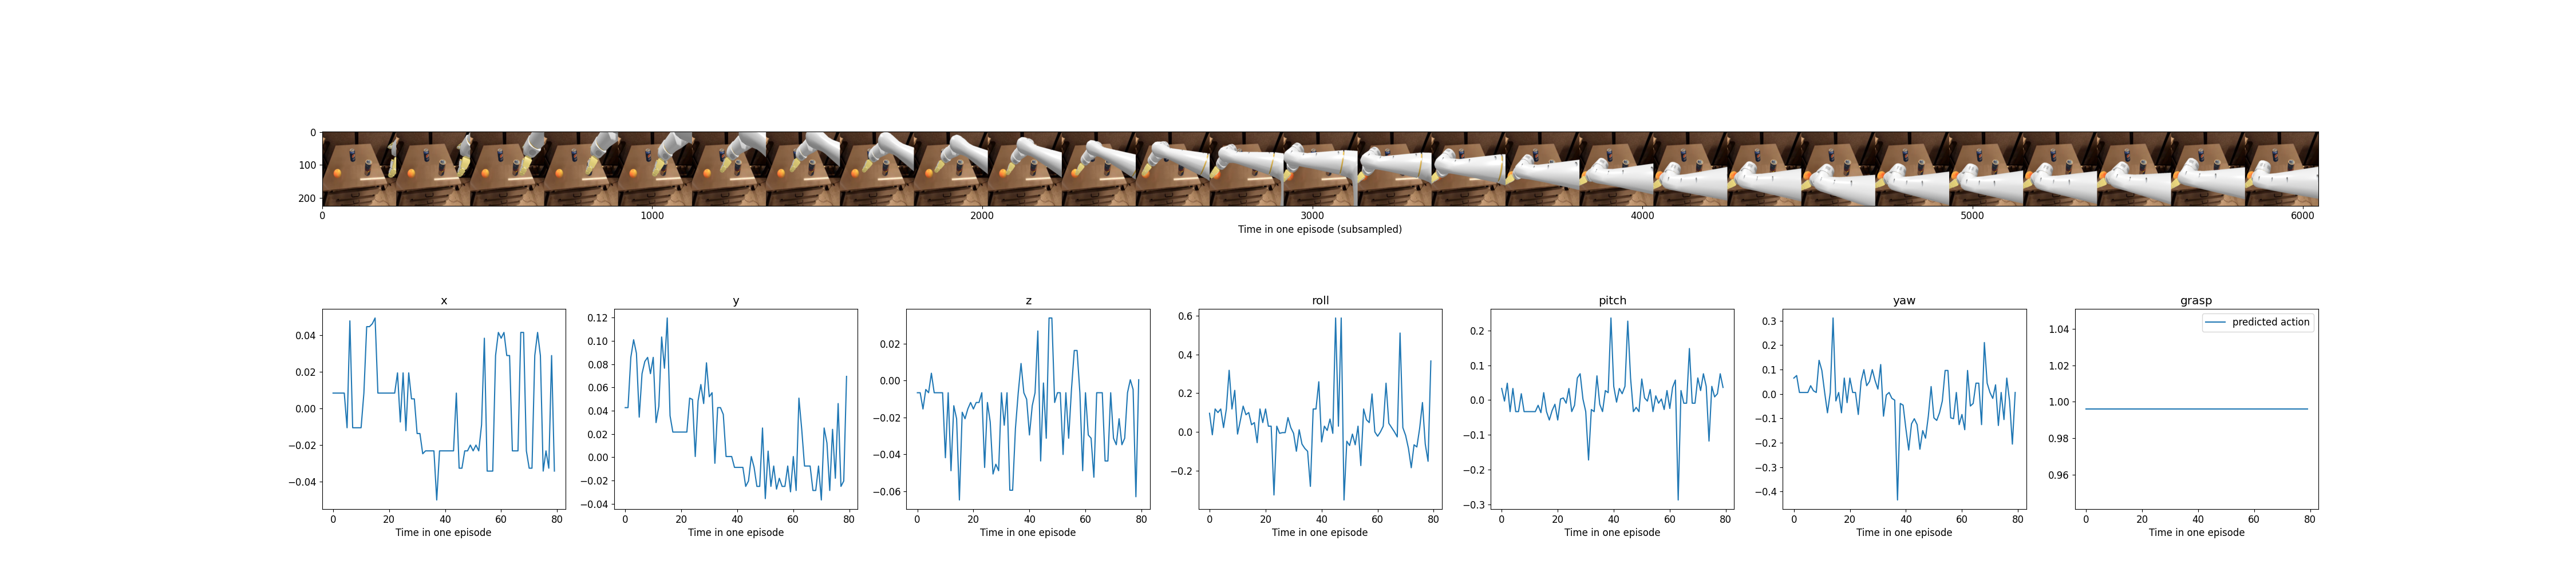 0
100
200
0 1000 2000 3000 4000 5000 6000
Time in one episode (subsampled)
x y z roll pitch yaw grasp
0.04
0.02
0.00
−0.02
−0.04
0 20 40 60 80
Time in one episode
0.12
0.10
0.08
0.06
0.04
0.02
0.00
−0.02
−0.04
0 20 40 60 80
Time in one episode
0.02
0.00
−0.02
−0.04
−0.06
0 20 40 60 80
Time in one episode
0.6
0.4
0.2
0.0
−0.2
0 20 40 60 80
Time in one episode
0.2
0.1
0.0
−0.1
−0.2
−0.3
0 20 40 60 80
Time in one episode
0.3
0.2
0.1
0.0
−0.1
−0.2
−0.3
−0.4
0 20 40 60 80
Time in one episode
predicted action
1.04
1.02
1.00
0.98
0.96
0 20 40 60 80
Time in one episode